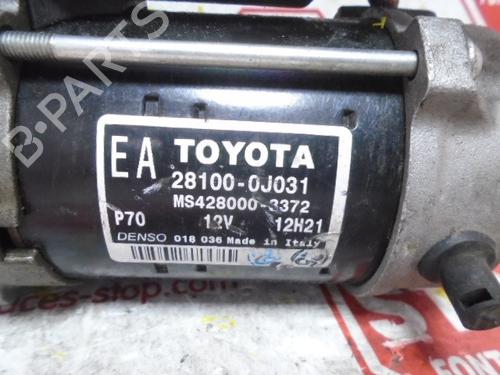 B-PARTS
EA TOYOTA
28100-0J031
MS428000-3372
P70 12V 12H21
DENSO 018 036 Made in Italy
uces-stop.com
FONT